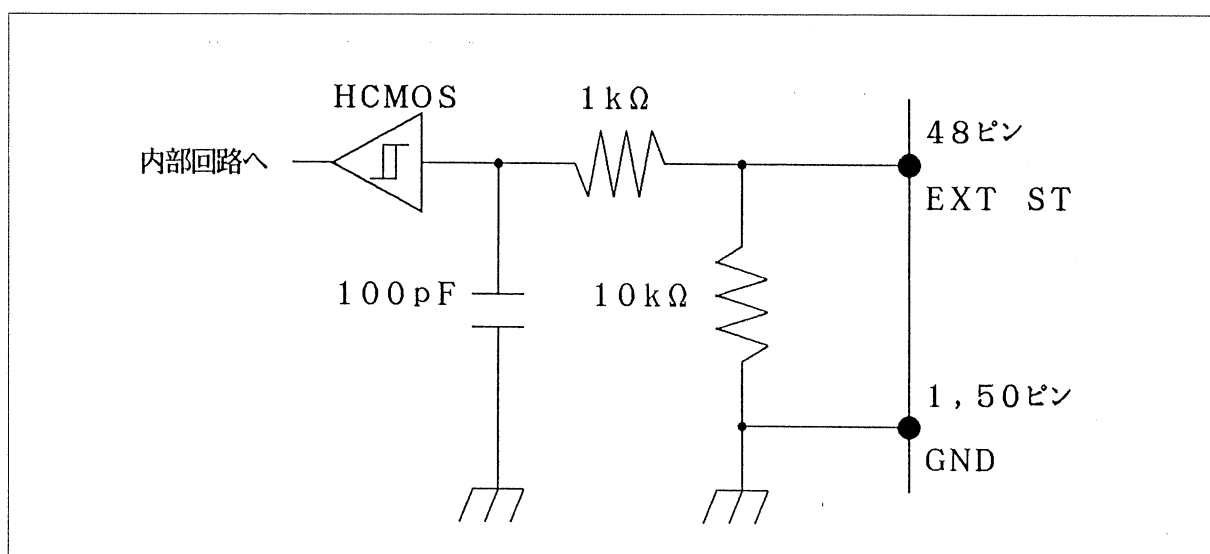 HCMOS
1kΩ
48ピン
内部回路へ
EXT ST
100pF
10kΩ
1,50ピン
GND